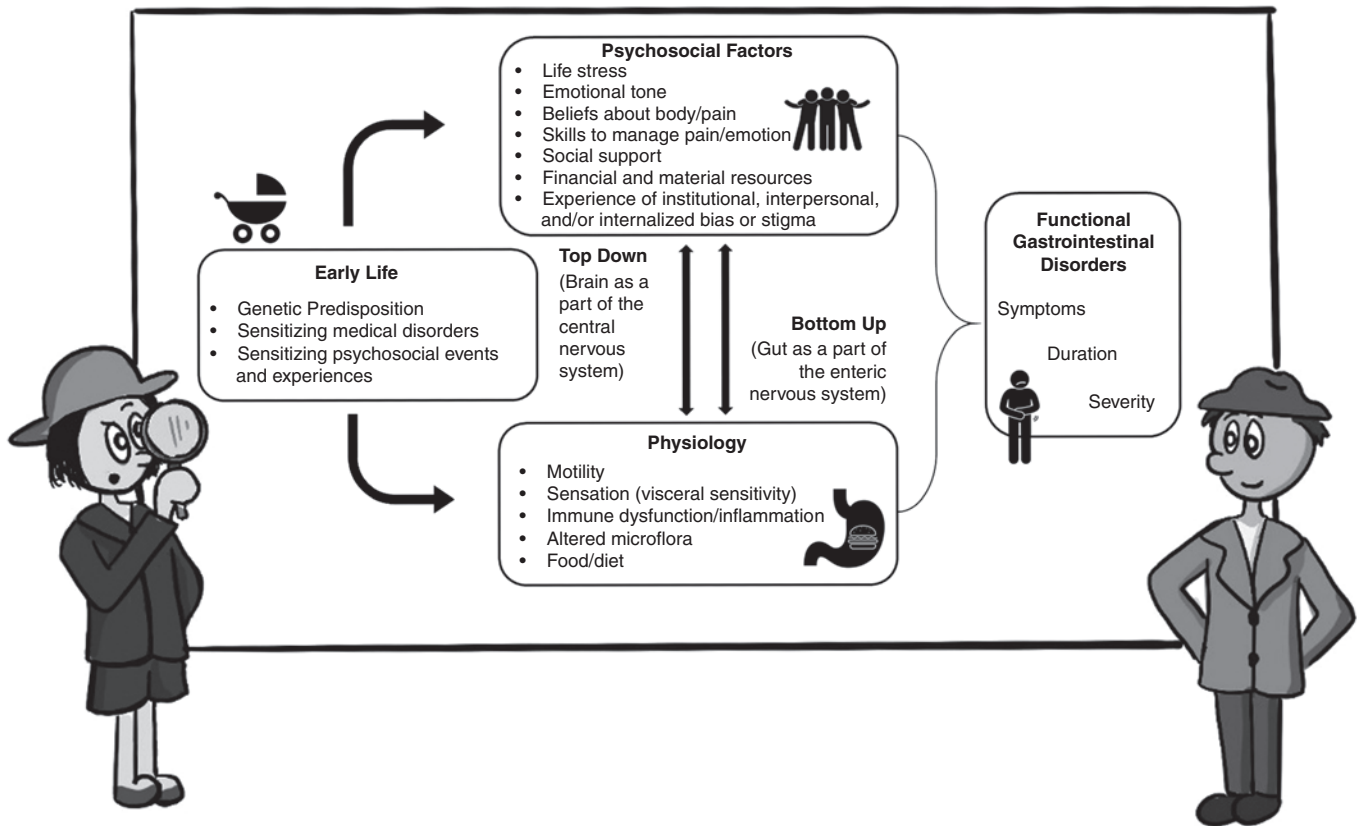 Psychosocial Factors
• Life stress
• Emotional tone
• Beliefs about body/pain
• Skills to manage pain/emotion
• Social support
• Financial and material resources
• Experience of institutional, interpersonal,
and/or internalized bias or stigma
Early Life
• Genetic Predisposition
• Sensitizing medical disorders
• Sensitizing psychosocial events
and experiences
Top Down
(Brain as a
part of the
central
nervous
system)
Bottom Up
(Gut as a part of
the enteric
nervous system)
Physiology
• Motility
• Sensation (visceral sensitivity)
• Immune dysfunction/inflammation
• Altered microflora
• Food/diet
Functional
Gastrointestinal
Disorders
Symptoms
Duration
Severity